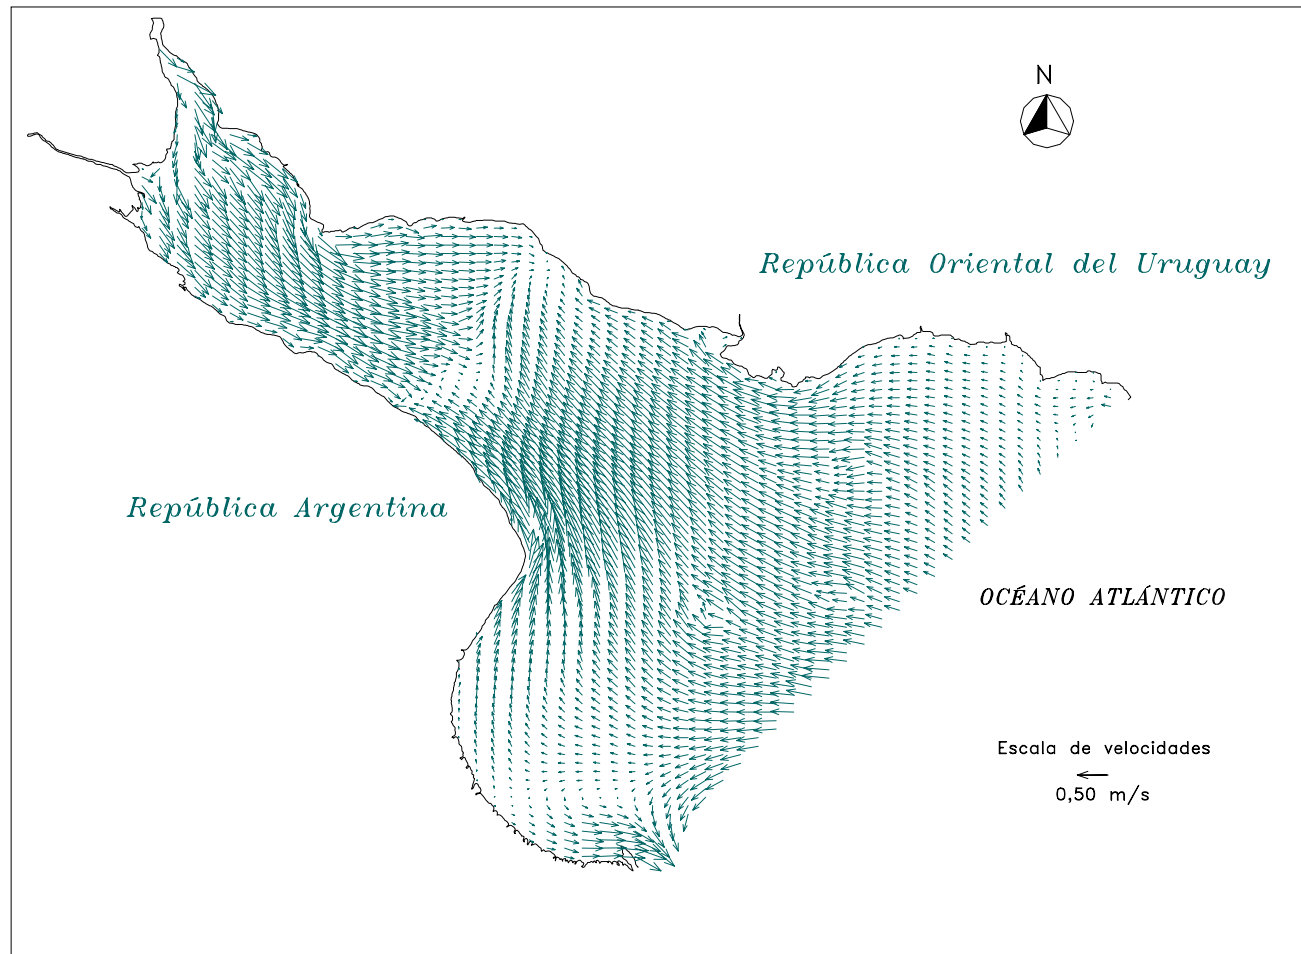 N
República Oriental del Uruguay
República Argentina
OCÉANO ATLÁNTICO
Escala de velocidades
0,50 m/s